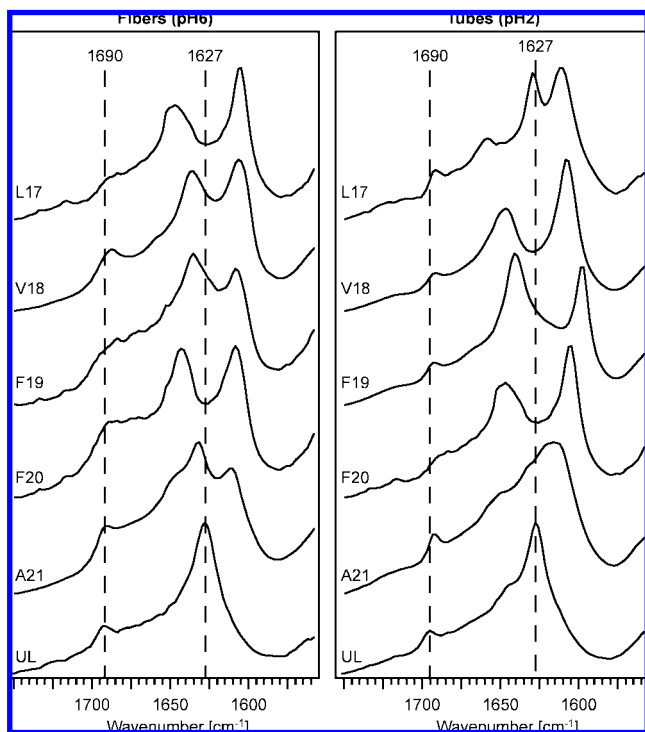 Fibers (pH6)
1690 1627
L17
V18
F19
F20
A21
UL
1700 1650 1600
Wavenumber [cm-1]
Tubes (pH2)
1690 1627
L17
V18
F19
F20
A21
UL
1700 1650 1600
Wavenumber [cm-1]